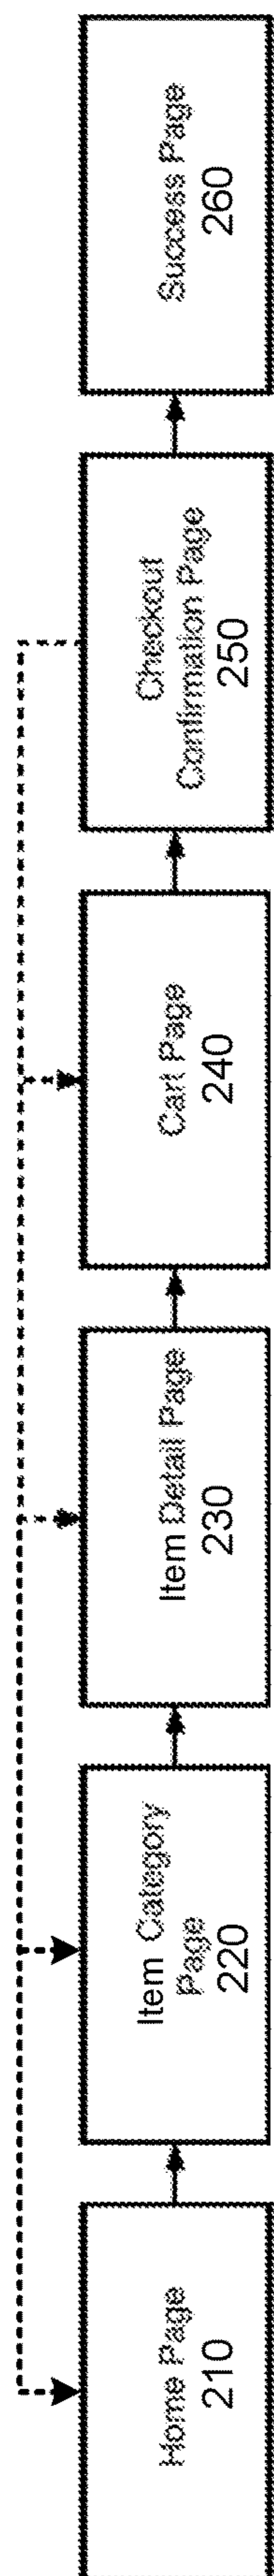 Home Page
210
Item Category
Page
220
Item Detail Page
230
Cart Page
240
Checkout
Confirmation Page
250
Success Page
260